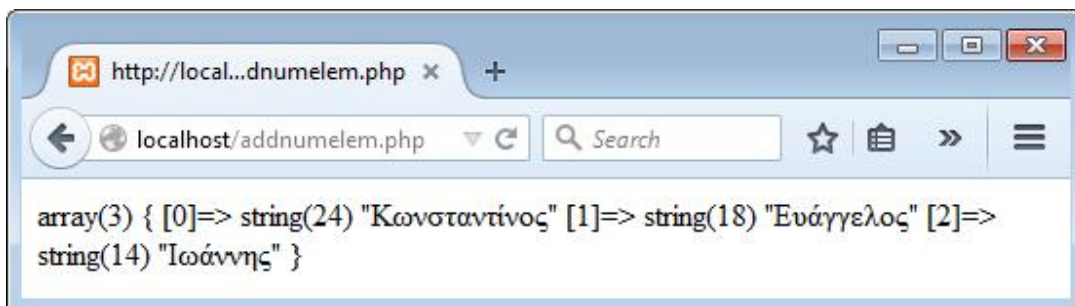 http://local...dnumelem.php
localhost/addnumelem.php Search
array(3) { [0]=> string(24) "Κωνσταντίνος" [1]=> string(18) "Ευάγγελος" [2]=>
string(14) "Ιωάννης" }